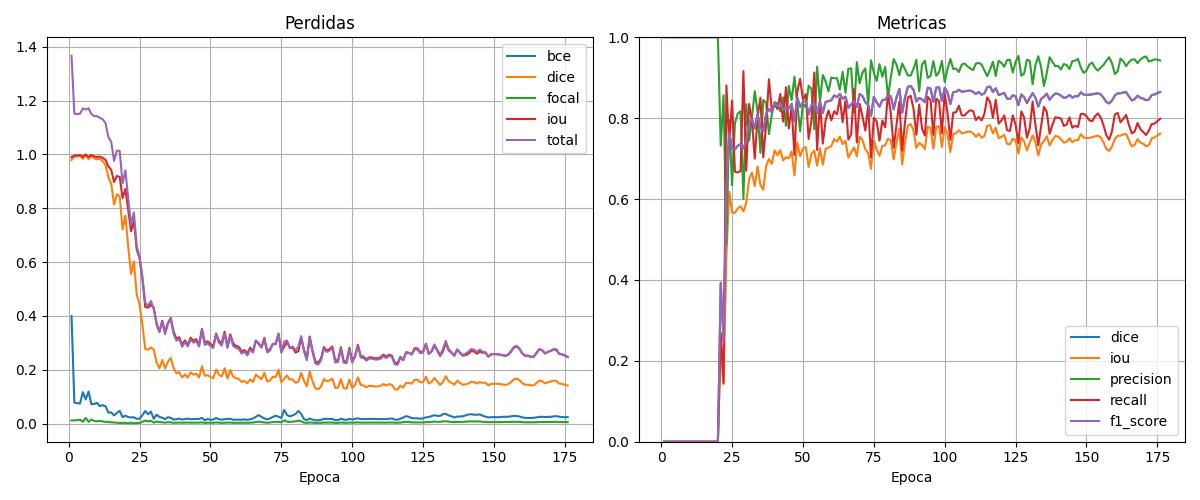 Perdidas
1.4
1.2
1.0
0.8
0.6
0.4
0.2
0.0
bce
dice
focal
iou
total
0 25 50 75 100 125 150 175
Epoca
Metricas
1.0
0.8
0.6
0.4
0.2
0.0
dice
iou
precision
recall
f1_score
0 25 50 75 100 125 150 175
Epoca